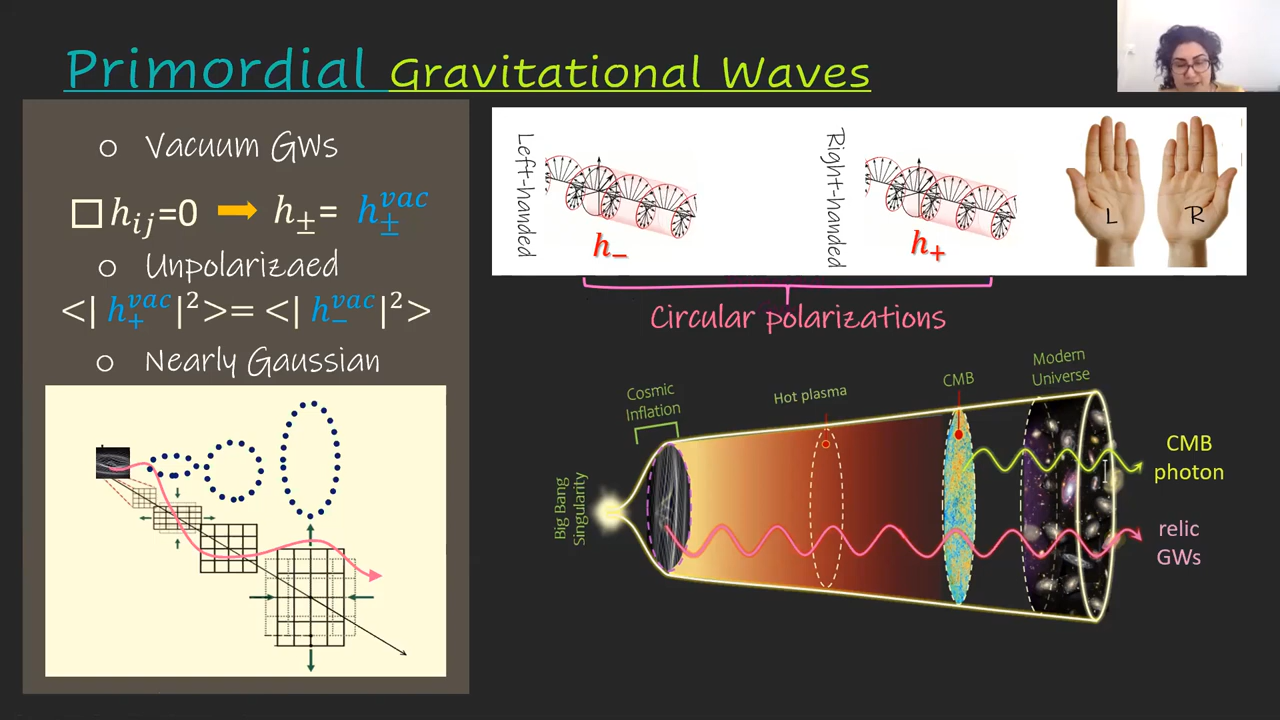 Primordial Gravitational Waves
○ Vacuum GWs
□ h_{ij}=0 ➡ h_±= h_±^{vac}
○ Unpolarizaed
<| h_+^{vac} |²>= <| h_-^{vac} |²>
○ Nearly Gaussian
Left-handed
h_-
Right-handed
h_+
L
R
Circular polarizations
Big Bang
Singularity
Cosmic
Inflation
Hot plasma
CMB
Modern
Universe
CMB
photon
relic
GWs